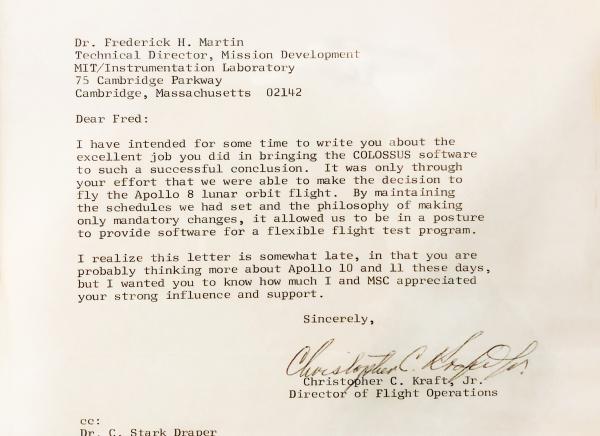 Dr. Frederick H. Martin
Technical Director, Mission Development
MIT/Instrumentation Laboratory
75 Cambridge Parkway
Cambridge, Massachusetts 02142
Dear Fred:
I have intended for some time to write you about the
excellent job you did in bringing the COLOSSUS software
to such a successful conclusion. It was only through
your effort that we were able to make the decision to
fly the Apollo 8 lunar orbit flight. By maintaining
the schedules we had set and the philosophy of making
only mandatory changes, it allowed us to be in a posture
to provide software for a flexible flight test program.
I realize this letter is somewhat late, in that you are
probably thinking more about Apollo 10 and 11 these days,
but I wanted you to know how much I and MSC appreciated
your strong influence and support.
Sincerely,
Christopher C. Kraft Jr.
Christopher C. Kraft, Jr.
Director of Flight Operations
cc:
Dr. C. Stark Draper